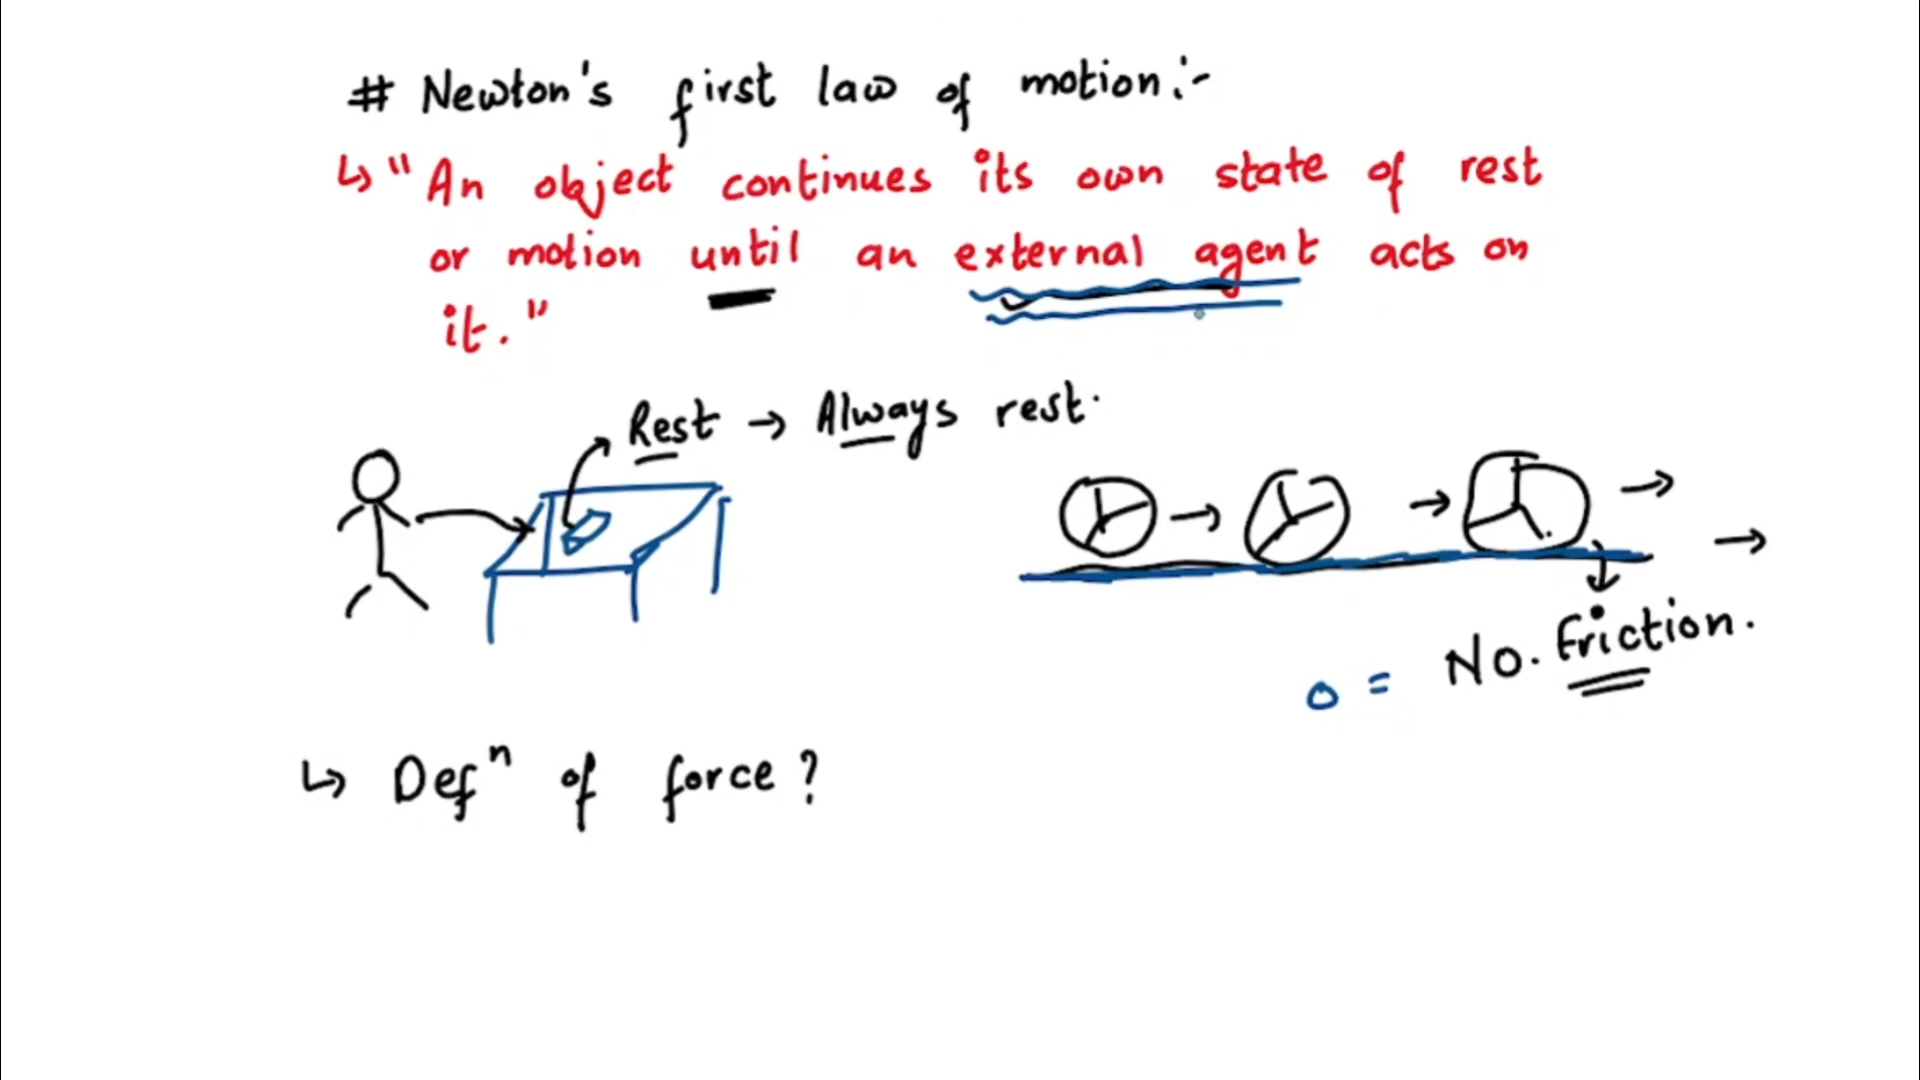 # Newton's first law of motion:-
↳ "An object continues its own state of rest
or motion until an external agent acts on
it."
Rest → Always rest.
0 = No. Friction.
↳ Defⁿ of force?